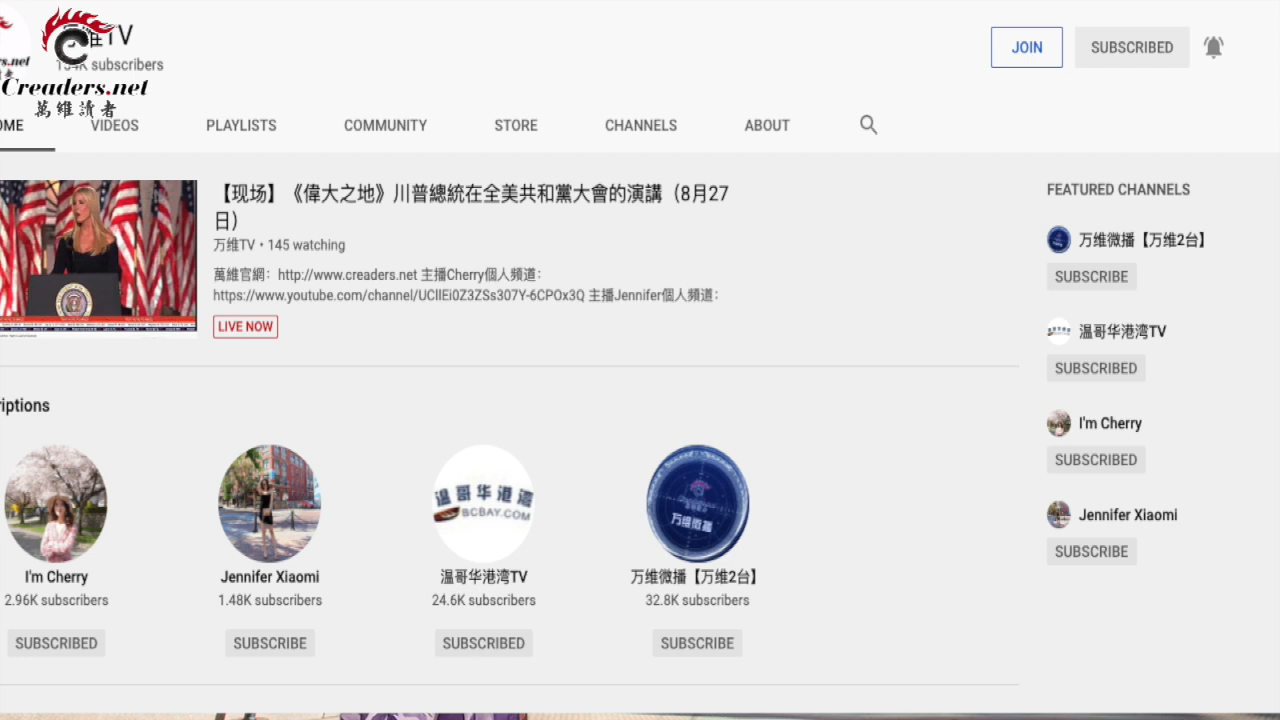 维TV
K subscribers
s.net
Creaders.net
萬維讀者
JOIN
SUBSCRIBED
OME
VIDEOS
PLAYLISTS
COMMUNITY
STORE
CHANNELS
ABOUT
【现场】《偉大之地》川普總統在全美共和黨大會的演講（8月27
日）
万维TV • 145 watching
萬維官網：http://www.creaders.net 主播Cherry個人頻道：
https://www.youtube.com/channel/UCllEi0Z3ZSs307Y-6CPOx3Q 主播Jennifer個人頻道：
LIVE NOW
FEATURED CHANNELS
万维微播【万维2台】
SUBSCRIBE
温哥华港湾TV
SUBSCRIBED
I'm Cherry
SUBSCRIBED
Jennifer Xiaomi
SUBSCRIBE
riptions
温哥华港湾
BCBAY.COM
万维微播
I'm Cherry
2.96K subscribers
SUBSCRIBED
Jennifer Xiaomi
1.48K subscribers
SUBSCRIBE
温哥华港湾TV
24.6K subscribers
SUBSCRIBED
万维微播【万维2台】
32.8K subscribers
SUBSCRIBE